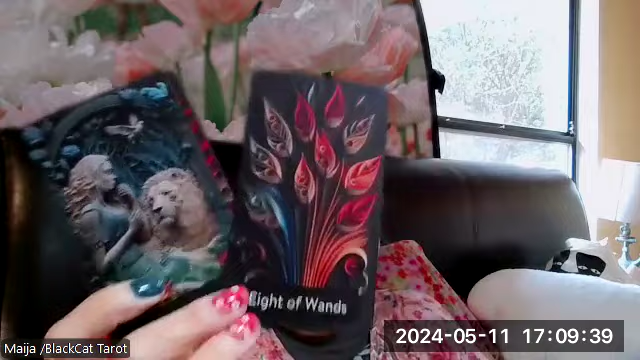 Eight of Wands
Maija /BlackCat Tarot
2024-05-11 17:09:39